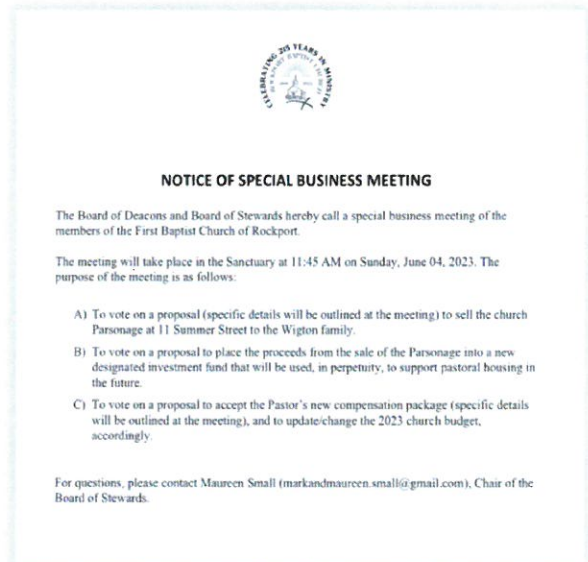 CELEBRATING 215 YEARS IN MINISTRY
NOTICE OF SPECIAL BUSINESS MEETING
The Board of Deacons and Board of Stewards hereby call a special business meeting of the
members of the First Baptist Church of Rockport.
The meeting will take place in the Sanctuary at 11:45 AM on Sunday, June 04, 2023. The
purpose of the meeting is as follows:
A) To vote on a proposal (specific details will be outlined at the meeting) to sell the church
Parsonage at 11 Summer Street to the Wigton family.
B) To vote on a proposal to place the proceeds from the sale of the Parsonage into a new
designated investment fund that will be used, in perpetuity, to support pastoral housing in
the future.
C) To vote on a proposal to accept the Pastor's new compensation package (specific details
will be outlined at the meeting), and to update/change the 2023 church budget,
accordingly.
For questions, please contact Maureen Small (markandmaureen.small@gmail.com), Chair of the
Board of Stewards.